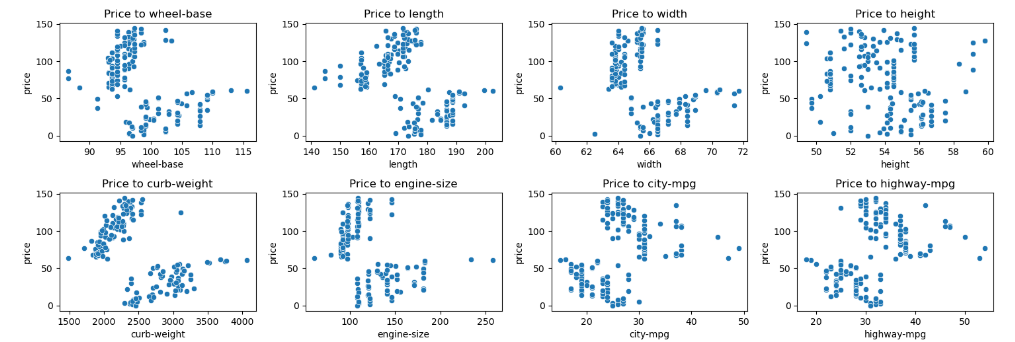 Price to wheel-base
Price to length
Price to width
Price to height
150
100
50
0
price
90 95 100 105 110 115
wheel-base
150
100
50
0
price
140 150 160 170 180 190 200
length
150
100
50
0
price
60 62 64 66 68 70 72
width
150
100
50
0
price
50 52 54 56 58 60
height
Price to curb-weight
Price to engine-size
Price to city-mpg
Price to highway-mpg
150
100
50
0
price
1500 2000 2500 3000 3500 4000
curb-weight
150
100
50
0
price
100 150 200 250
engine-size
150
100
50
0
price
20 30 40 50
city-mpg
150
100
50
0
price
20 30 40 50
highway-mpg